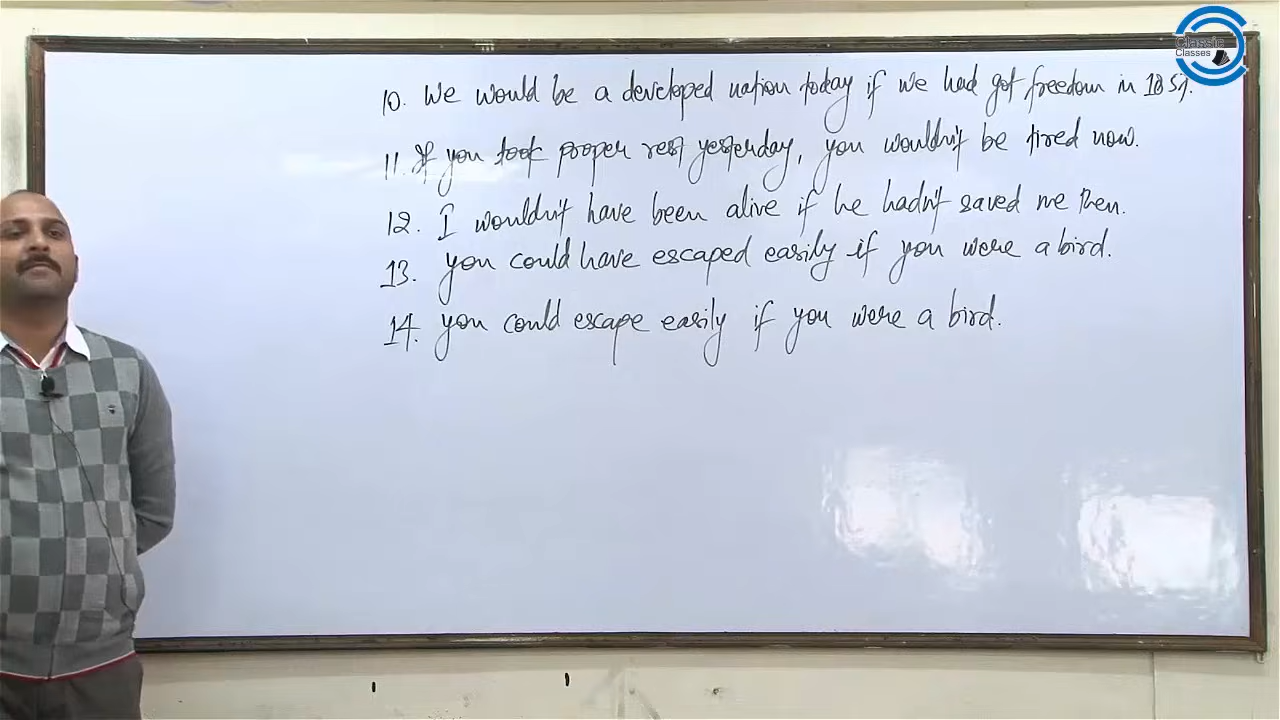 Classic
Classes
10. We would be a developed nation today if we had got freedom in 1857.
11. If you took proper rest yesterday, you wouldn't be tired now.
12. I wouldn't have been alive if he hadn't saved me then.
13. you could have escaped easily if you were a bird.
14. you could escape easily if you were a bird.